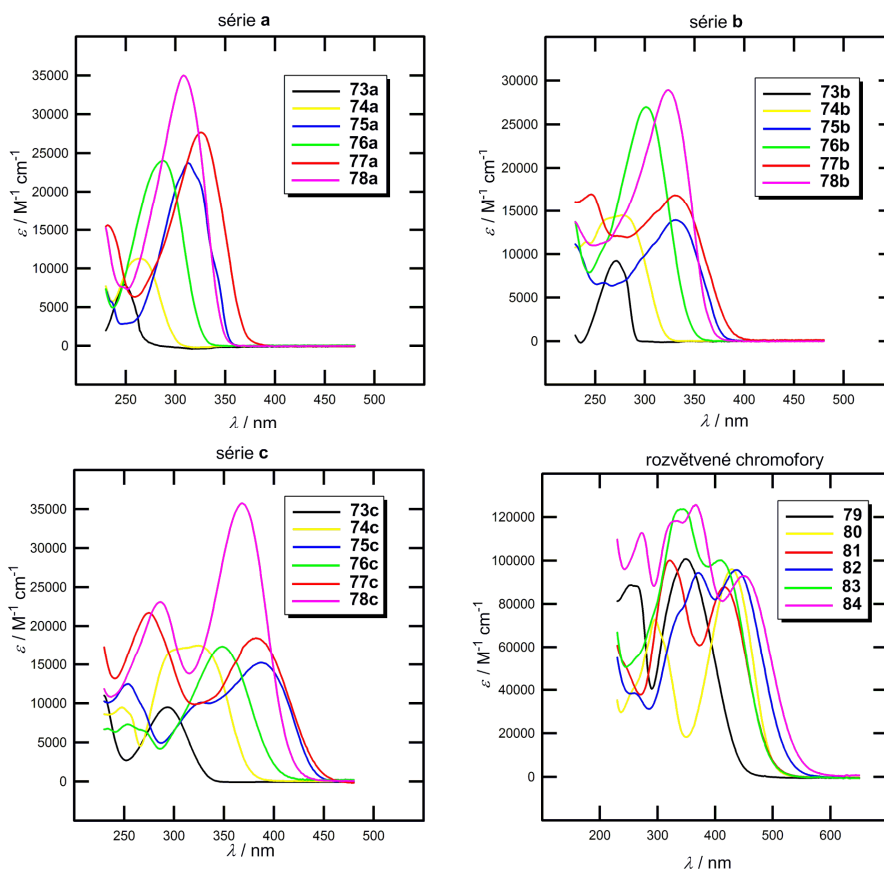 série a
35000
30000
25000
20000
15000
10000
5000
0
ε / M⁻¹ cm⁻¹
73a
74a
75a
76a
77a
78a
250 300 350 400 450 500
λ / nm
série b
30000
25000
20000
15000
10000
5000
0
ε / M⁻¹ cm⁻¹
73b
74b
75b
76b
77b
78b
250 300 350 400 450 500
λ / nm
série c
35000
30000
25000
20000
15000
10000
5000
0
ε / M⁻¹ cm⁻¹
73c
74c
75c
76c
77c
78c
250 300 350 400 450 500
λ / nm
rozvětvené chromofory
120000
100000
80000
60000
40000
20000
0
ε / M⁻¹ cm⁻¹
79
80
81
82
83
84
200 300 400 500 600
λ / nm